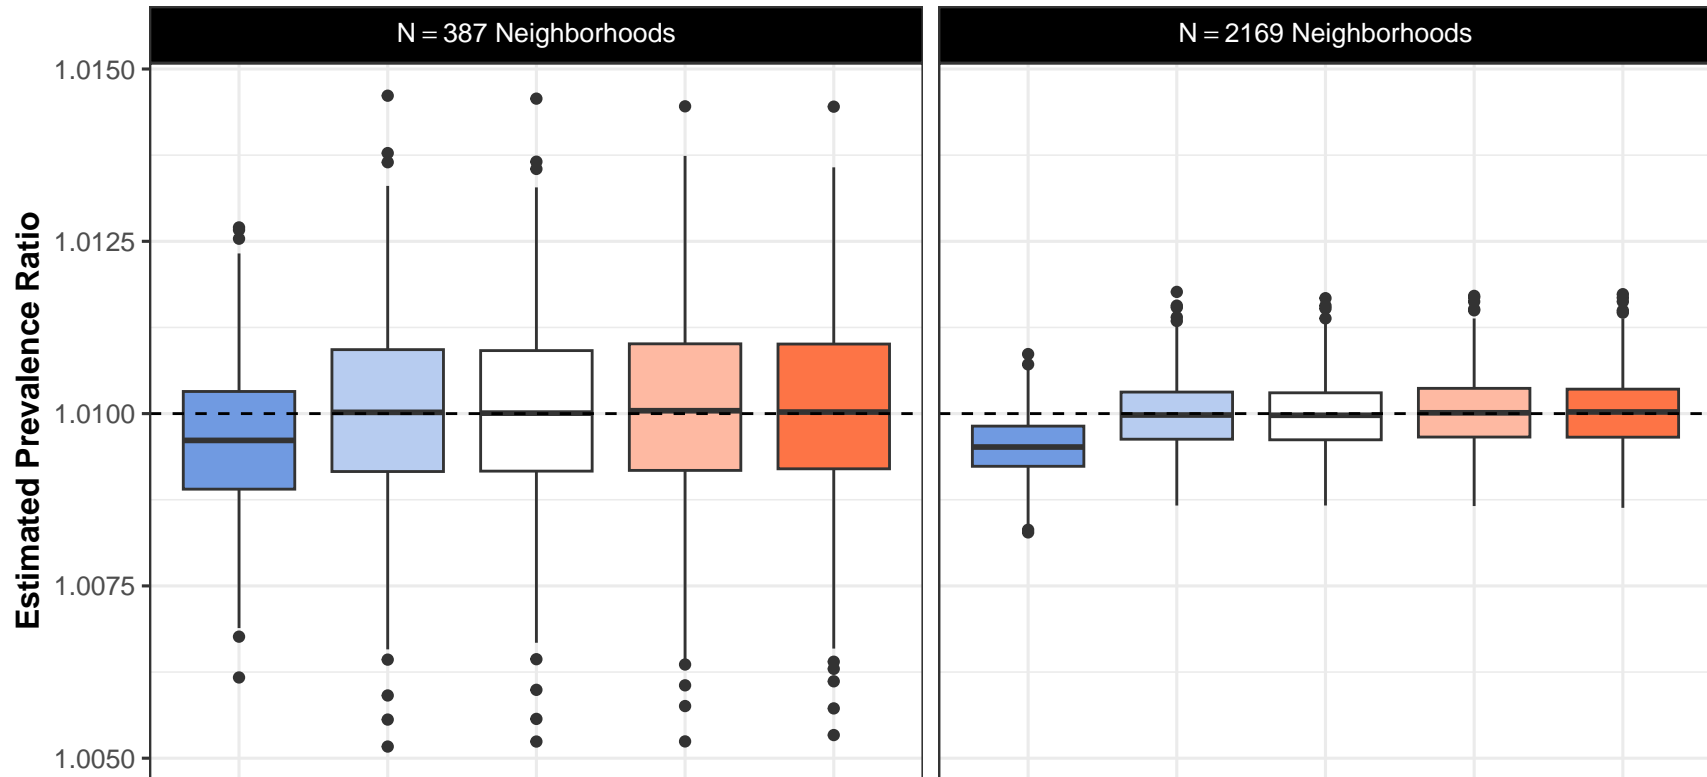 N = 387 Neighborhoods
N = 2169 Neighborhoods
Estimated Prevalence Ratio
1.0150
1.0125
1.0100
1.0075
1.0050